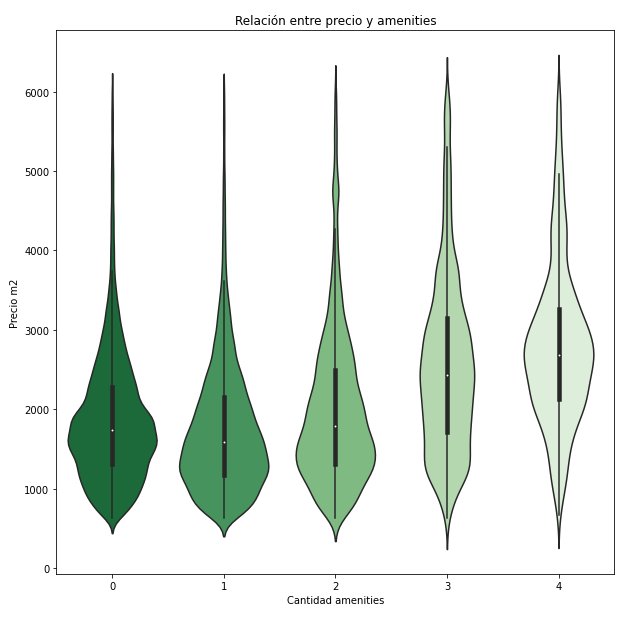 Relación entre precio y amenities
6000
5000
4000
3000
2000
1000
0
Precio m2
0 1 2 3 4
Cantidad amenities